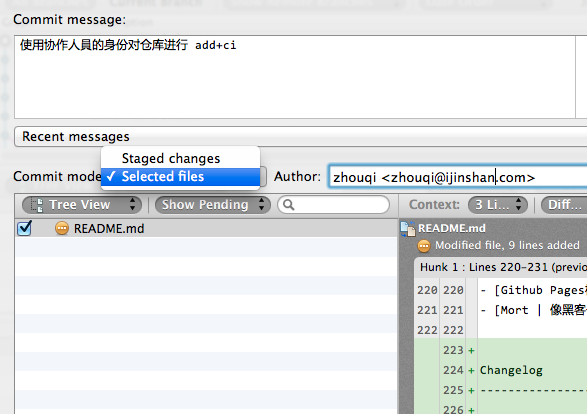 Current branch
Commit message:
使用协作人员的身份对仓库进行 add+ci
Recent messages
Staged changes
Commit mode
✓ Selected files
Author: zhouqi <zhouqi@ijinshan.com>
Tree View
Show Pending
Context: 3 Li...
Diff...
README.md
README.md
Modified file, 9 lines added
Hunk 1 : Lines 220-231 (previo
220 220 - [Github Pages
221 221 - [Mort | 像黑客
222 222
223 +
224 + Changelog
225 + ----------------
226 +